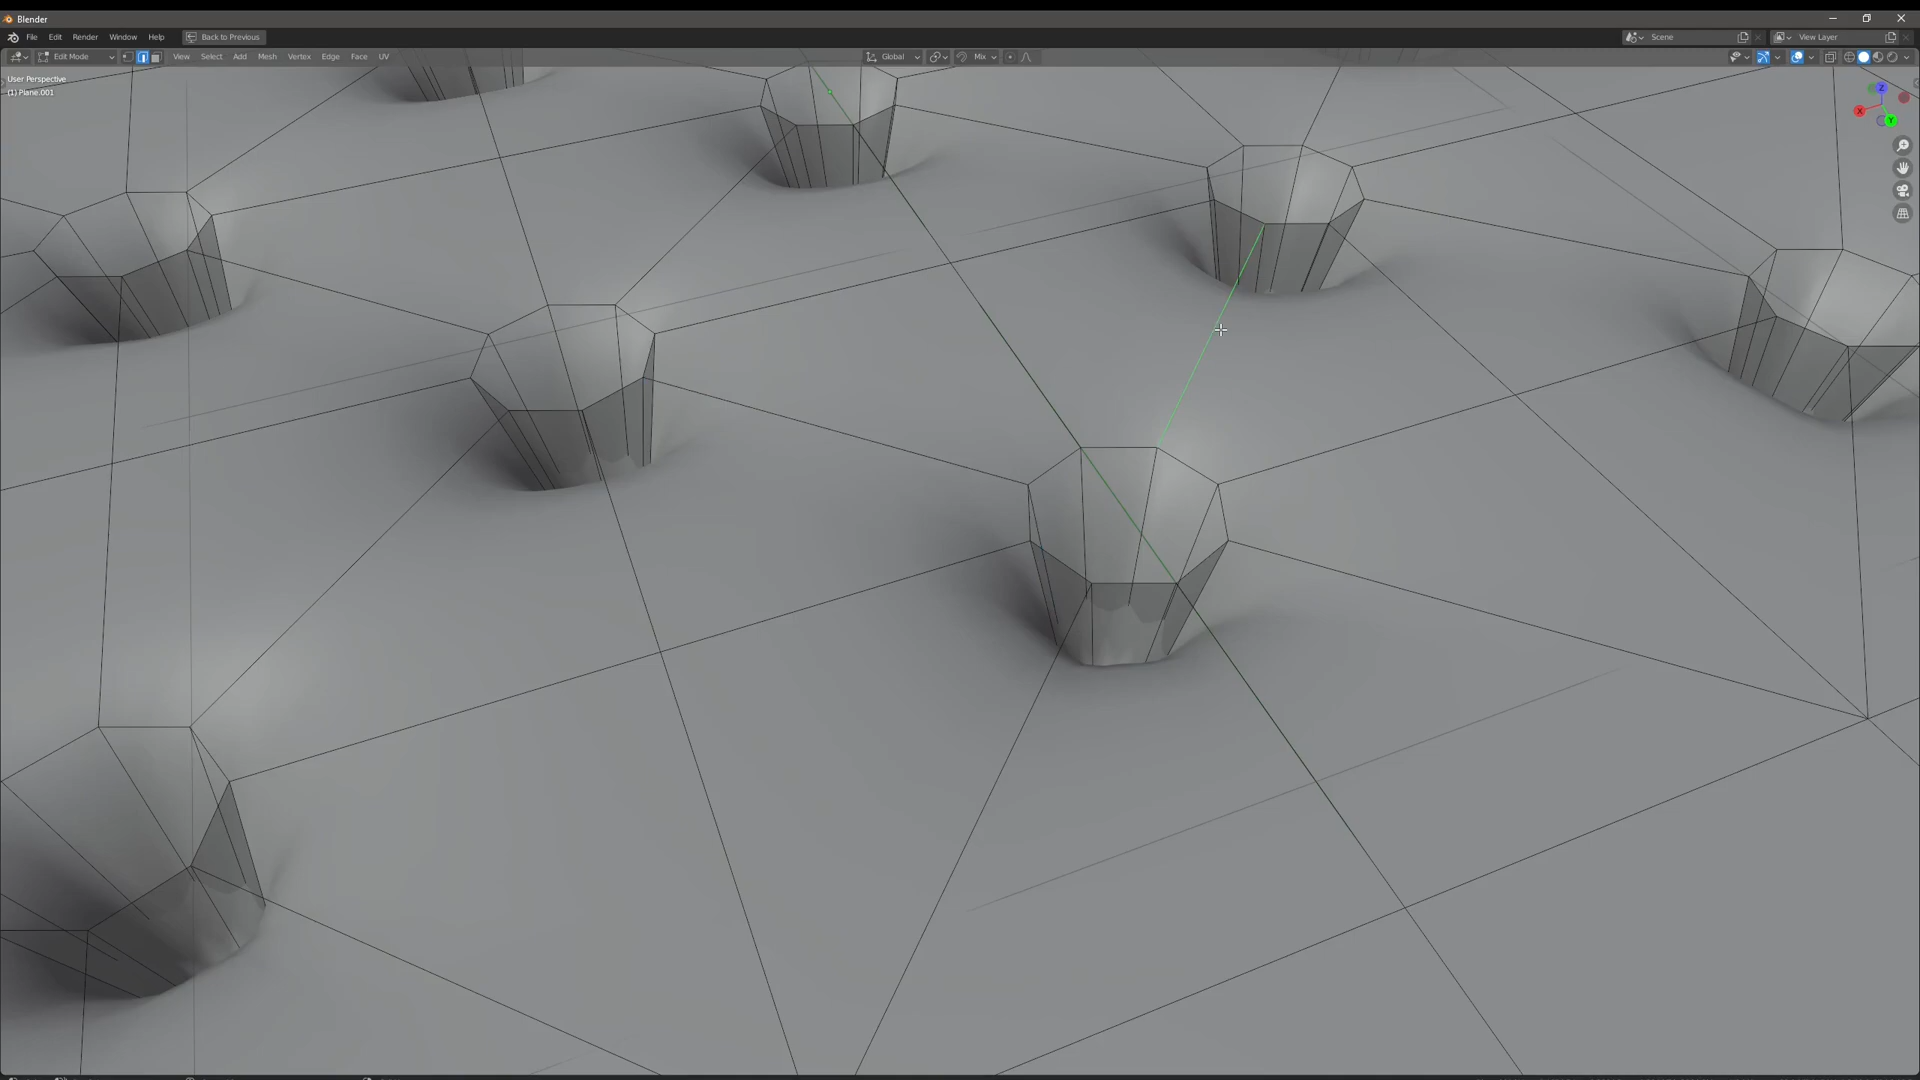 Blender
File Edit Render Window Help Back to Previous Scene View Layer
Edit Mode View Select Add Mesh Vertex Edge Face UV Global Mix
User Perspective
(1) Plane.001
Z
X
Y